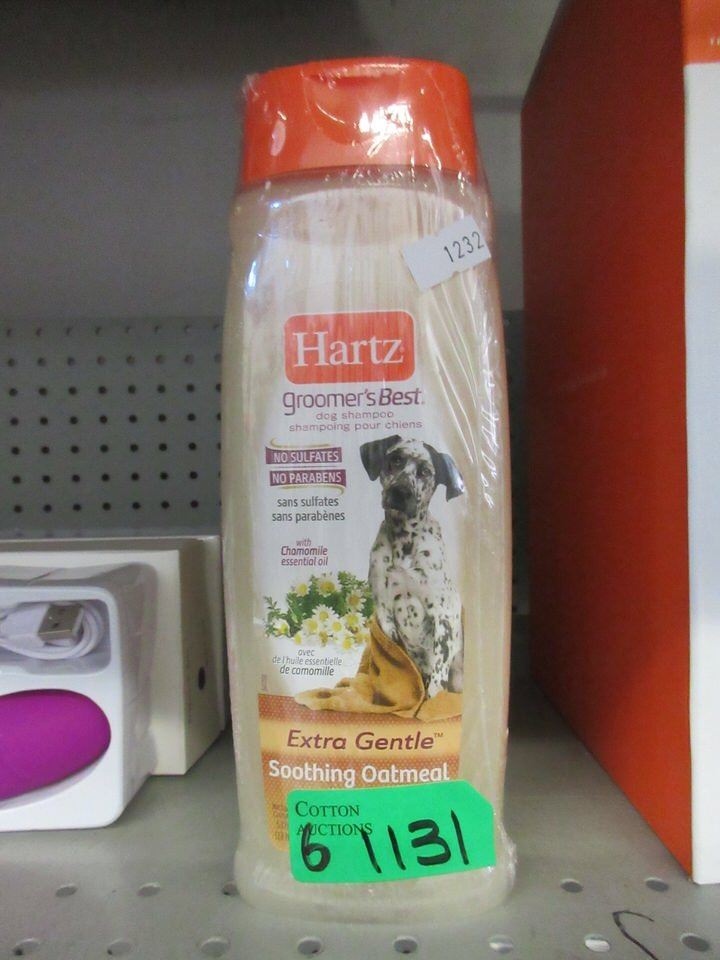 1232
Hartz
groomer's Best.
dog shampoo
shampoing pour chiens
NO SULFATES
NO PARABENS
sans sulfates
sans parabènes
with
Chamomile
essential oil
avec
de l'huile essentielle
de comomille
Extra Gentle™
Soothing Oatmeal
COTTON
AUCTIONS
6 1131